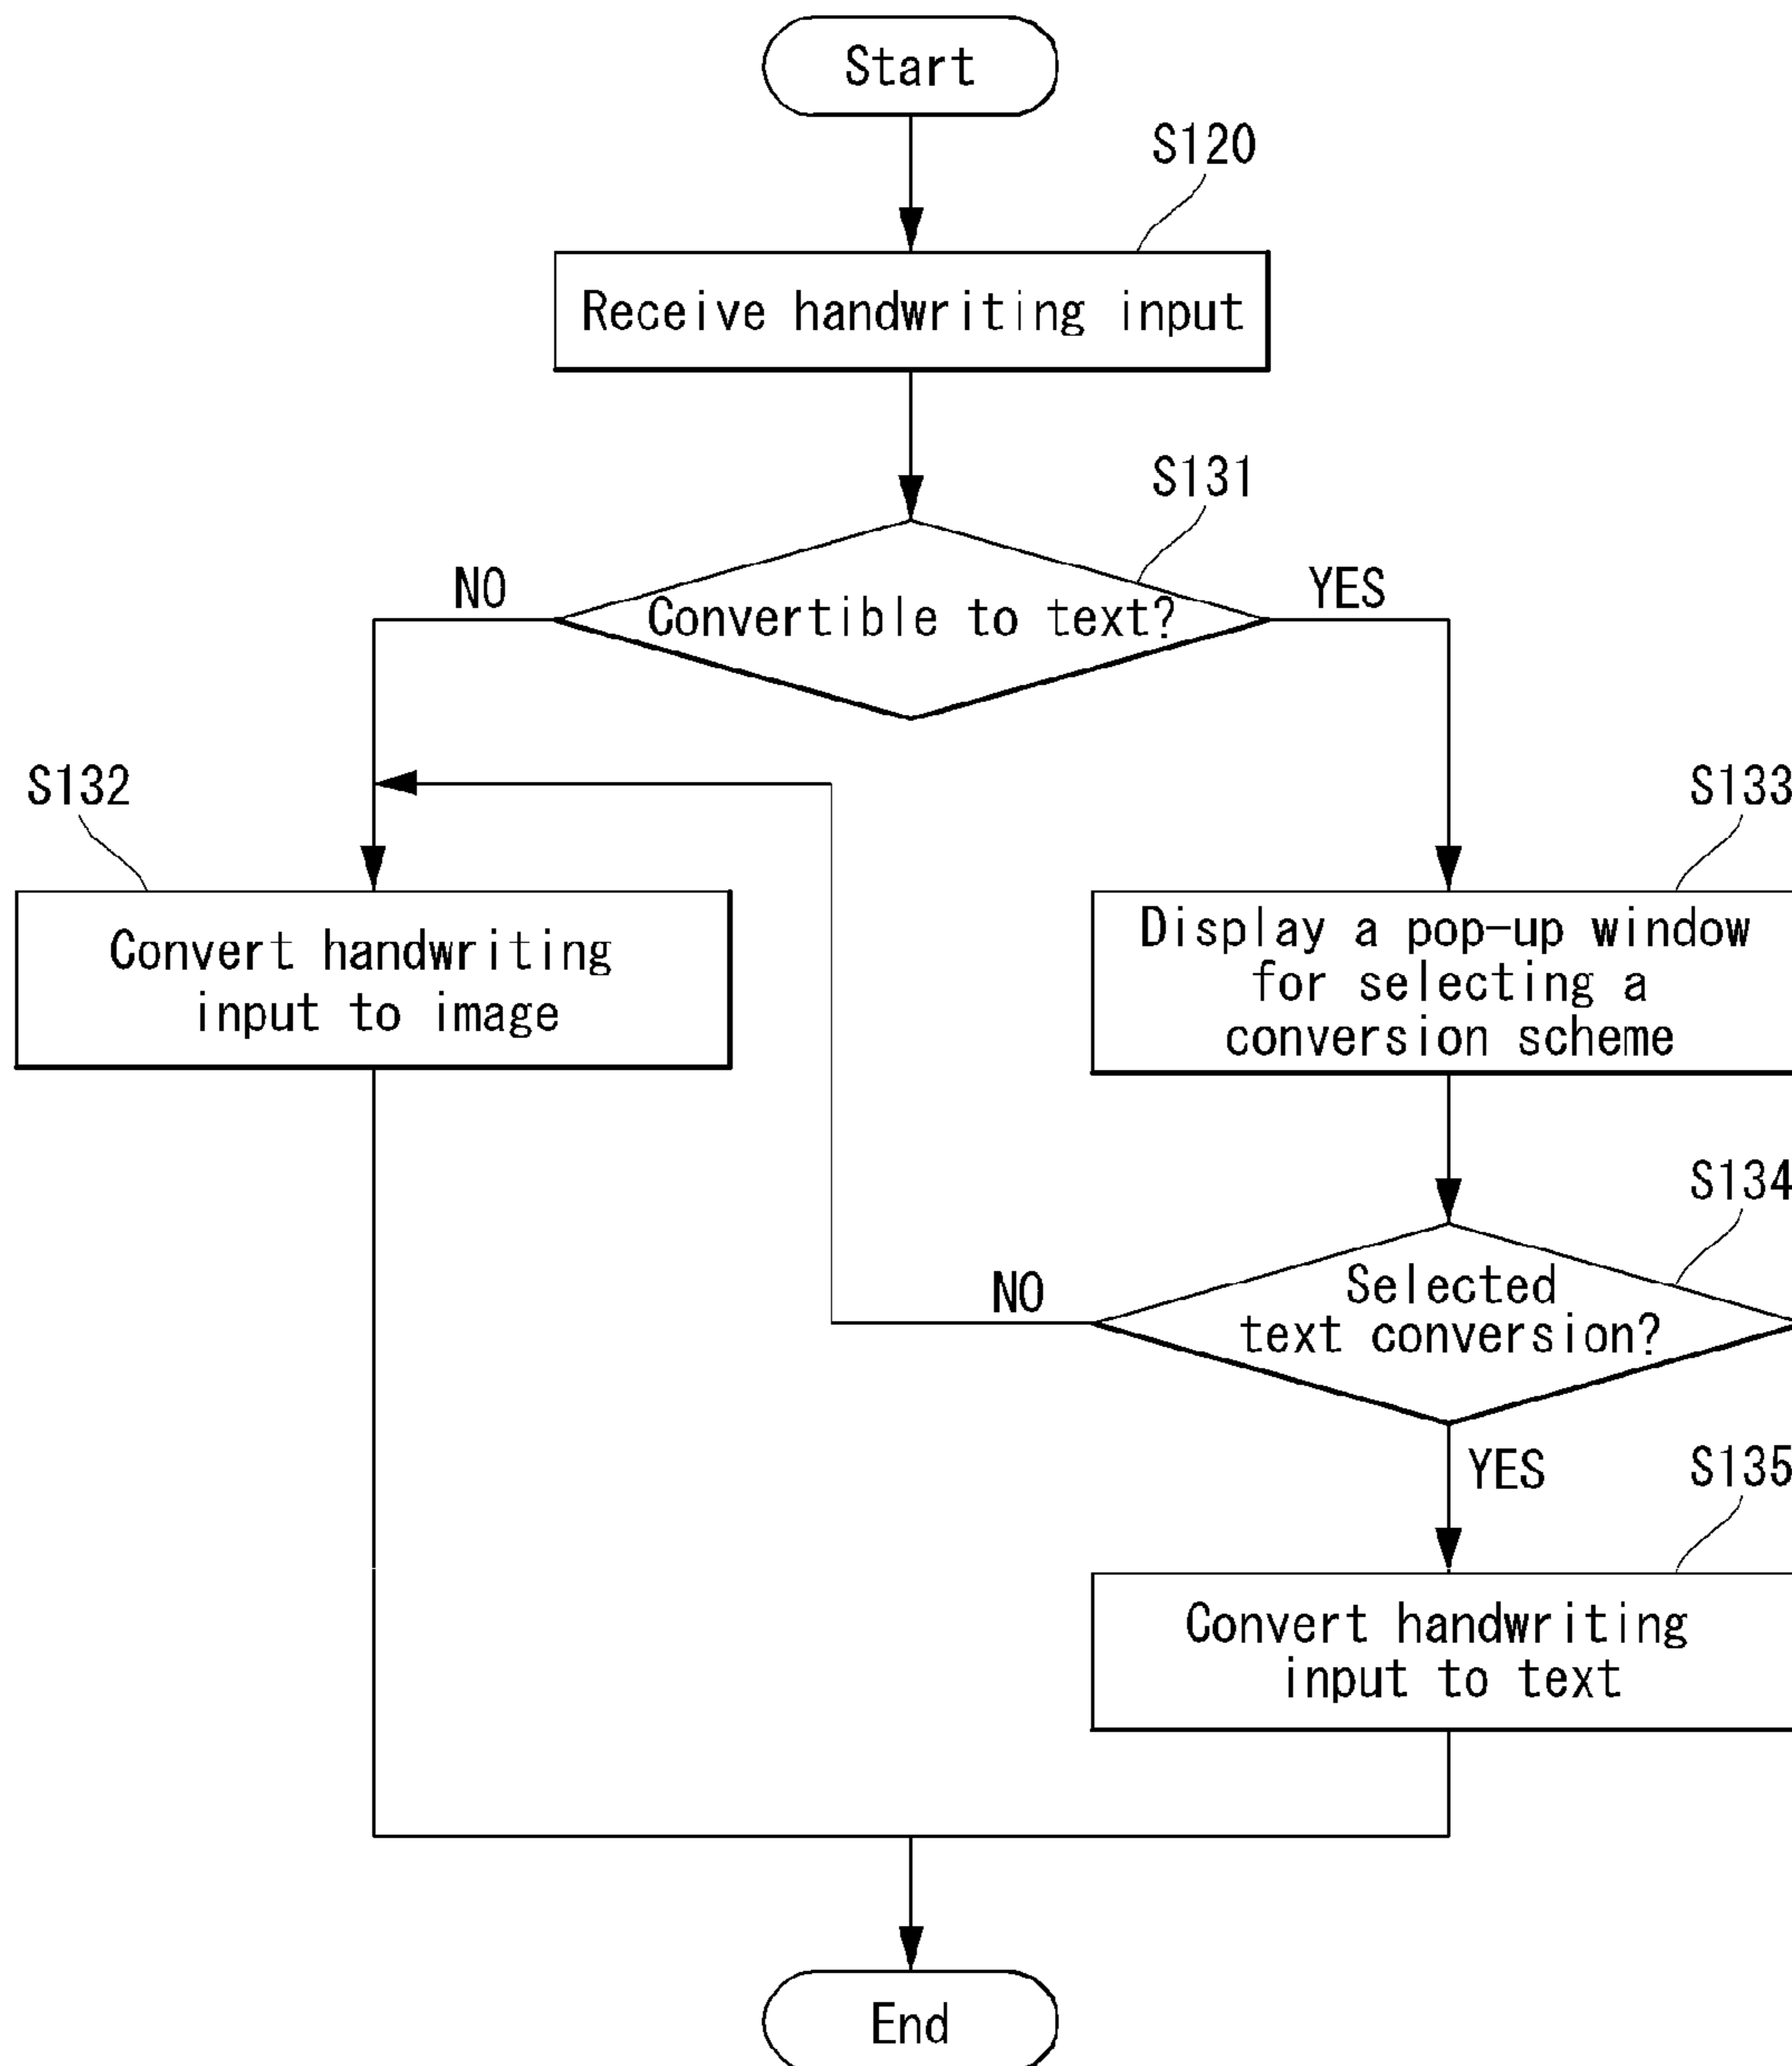 Start
S120
Receive handwriting input
S131
NO
Convertible to text?
YES
S132
S133
Convert handwriting
input to image
Display a pop-up window
for selecting a
conversion scheme
S134
NO
Selected
text conversion?
YES
S135
Convert handwriting
input to text
End